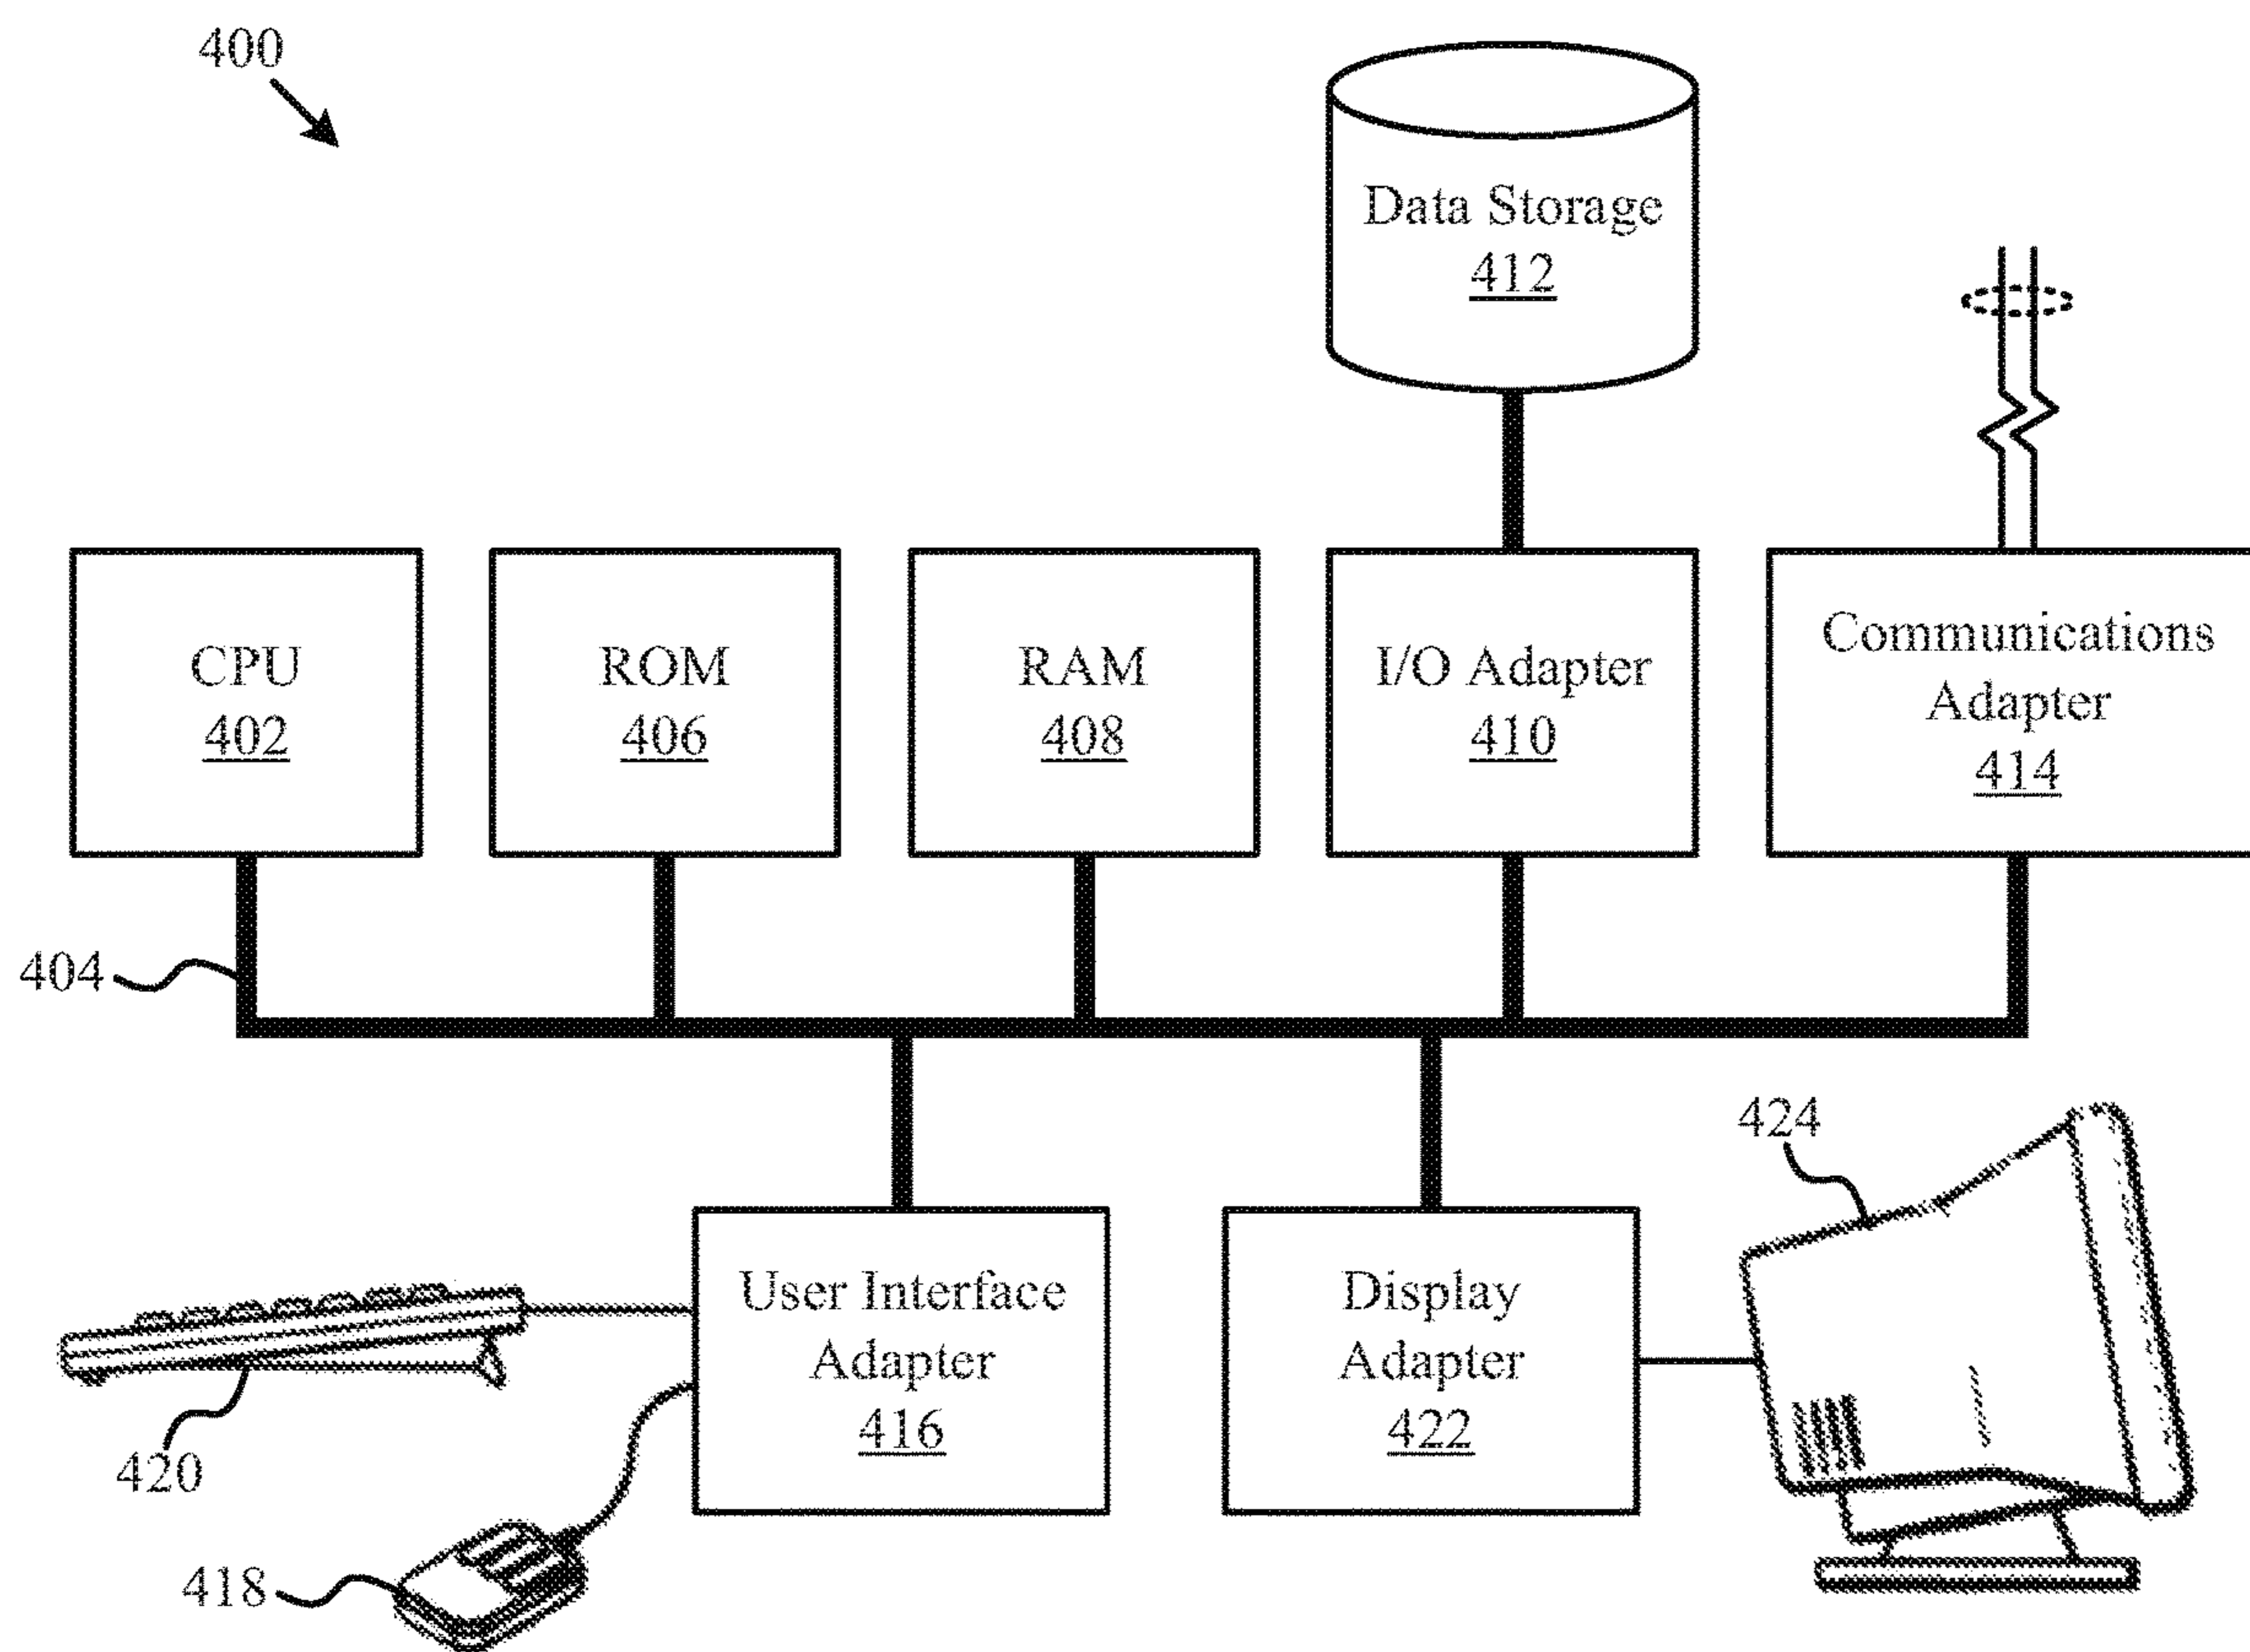 400
Data Storage
412
CPU
402
ROM
406
RAM
408
I/O Adapter
410
Communications
Adapter
414
404
424
User Interface
Adapter
416
Display
Adapter
422
420
418